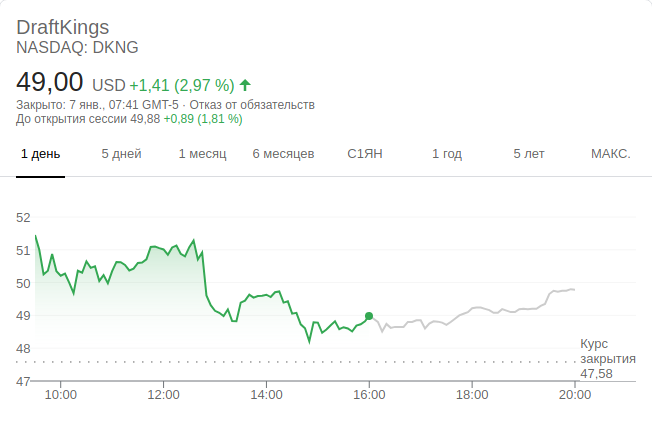 DraftKings
NASDAQ: DKNG
49,00 USD +1,41 (2,97 %) ↑
Закрыто: 7 янв., 07:41 GMT-5 · Отказ от обязательств
До открытия сессии 49,88 +0,89 (1,81 %)
1 день 5 дней 1 месяц 6 месяцев С1ЯН 1 год 5 лет МАКС.
52
51
50
49
48
Курс
закрытия
47,58
47
10:00 12:00 14:00 16:00 18:00 20:00